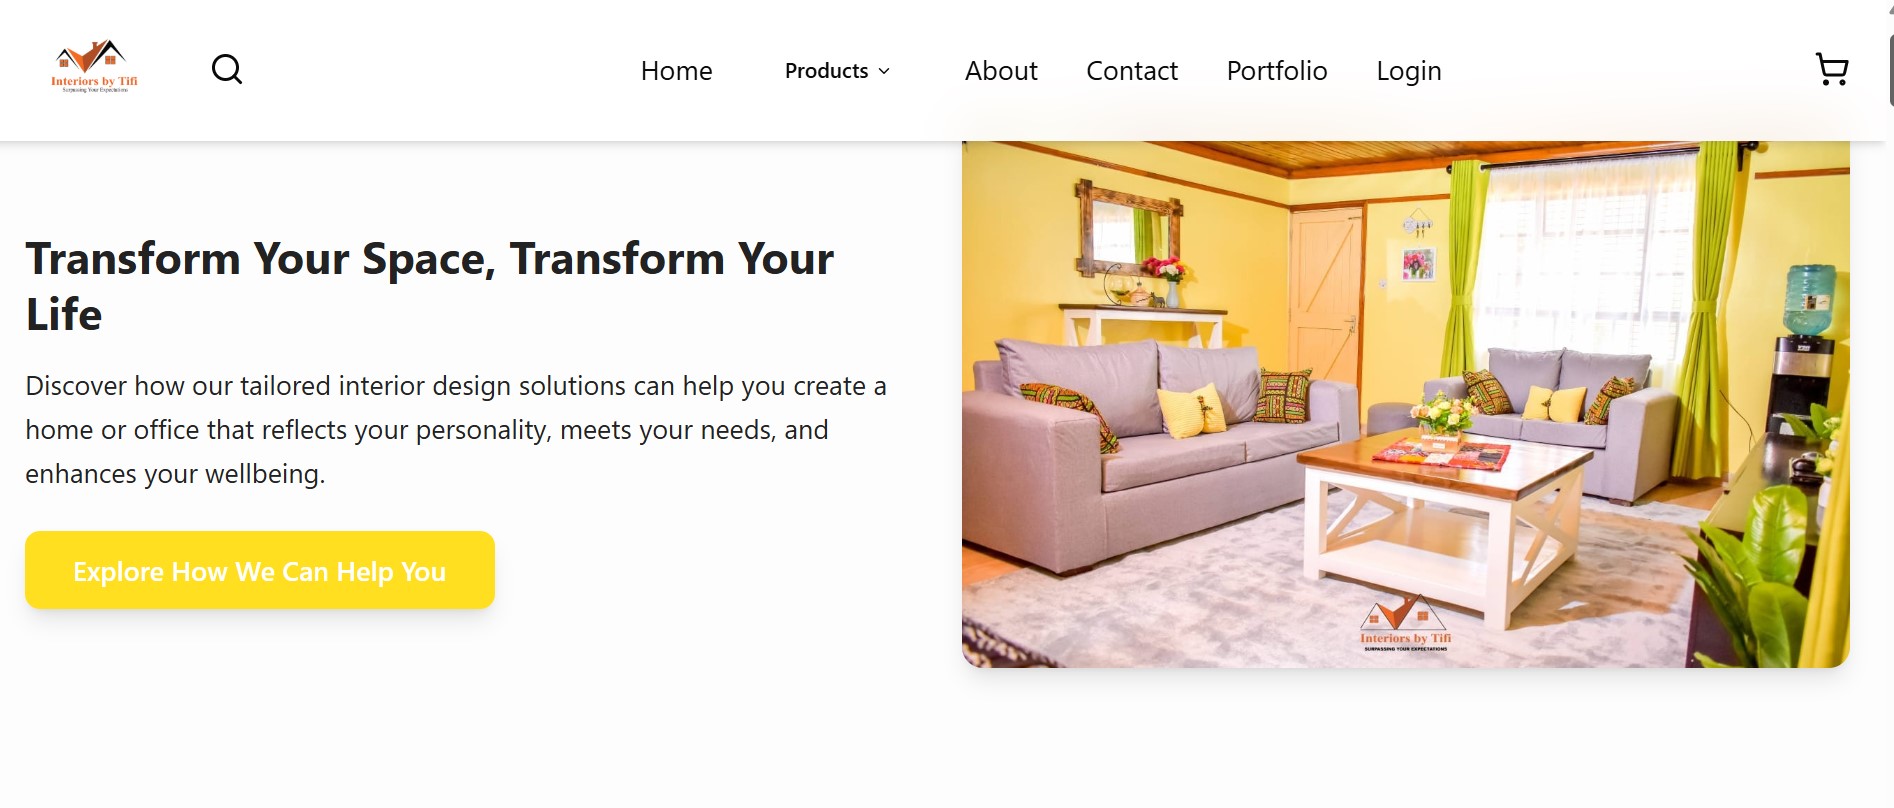 Interiors by Tifi
Surpassing Your Expectations
Home
Products
About
Contact
Portfolio
Login
Transform Your Space, Transform Your
Life
Discover how our tailored interior design solutions can help you create a
home or office that reflects your personality, meets your needs, and
enhances your wellbeing.
Explore How We Can Help You
Interiors by Tifi
SURPASSING YOUR EXPECTATIONS